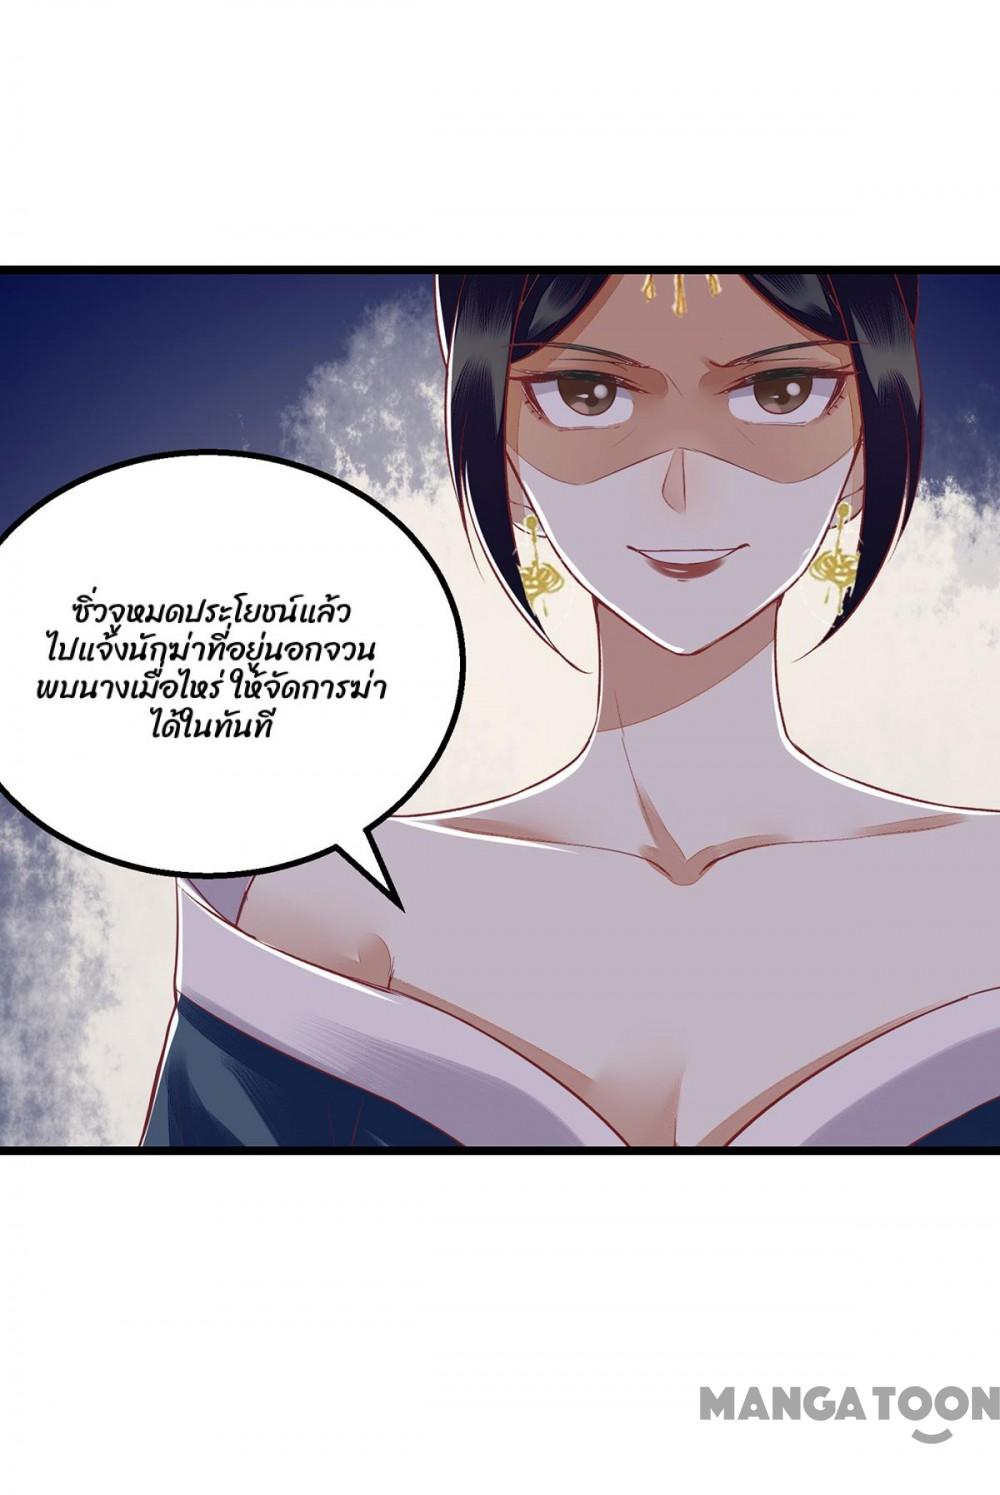 ซิ่วจูหมดประโยชน์แล้ว
ไปแจ้งนักฆ่าที่อยู่นอกจวน
พบนางเมื่อไหร่ ให้จัดการฆ่า
ได้ในทันที
MANGATOON